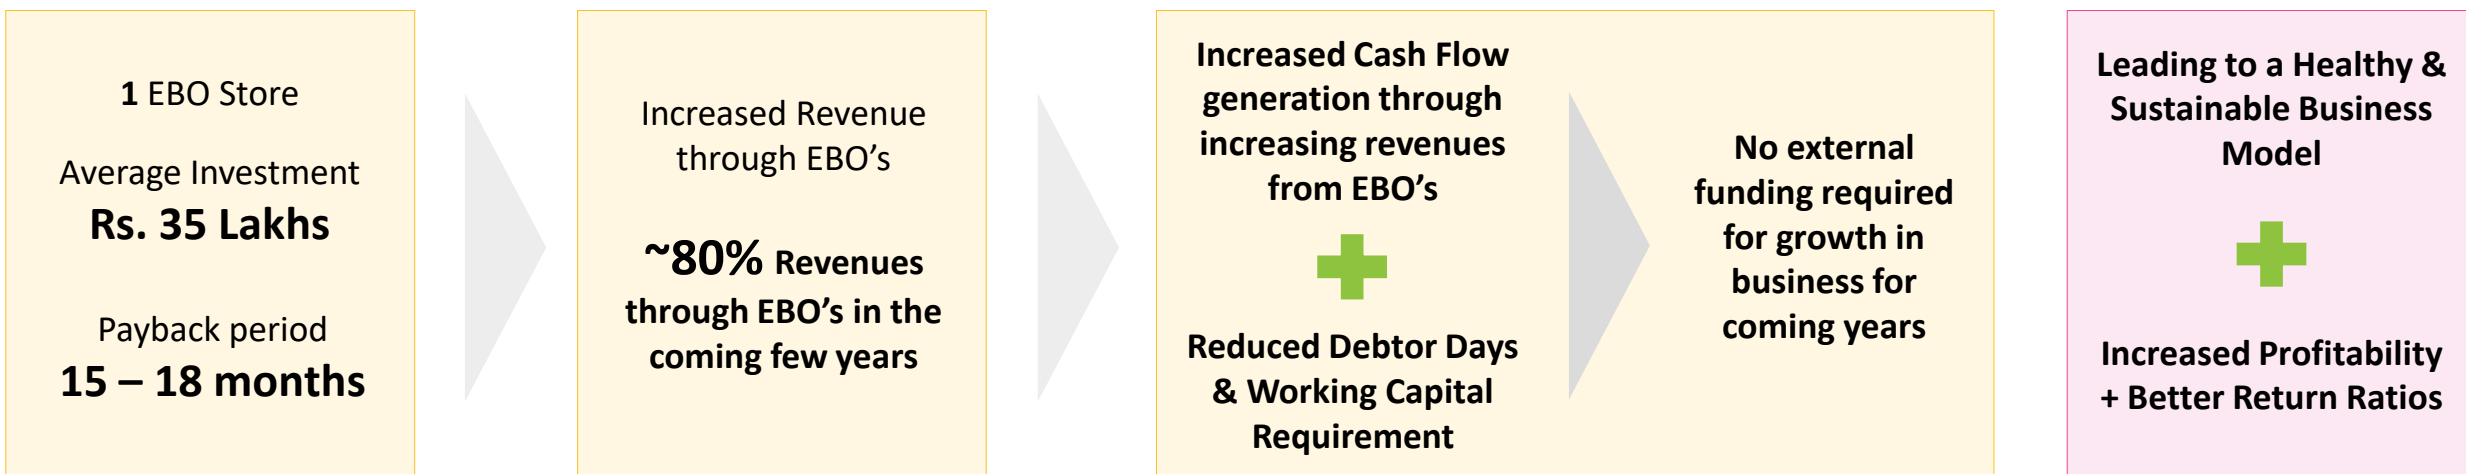 1 EBO Store
Average Investment
Rs. 35 Lakhs
Payback period
15 – 18 months
Increased Revenue
through EBO’s
~80% Revenues
through EBO’s in the
coming few years
Increased Cash Flow
generation through
increasing revenues
from EBO’s
Reduced Debtor Days
& Working Capital
Requirement
No external
funding required
for growth in
business for
coming years
Leading to a Healthy &
Sustainable Business
Model
Increased Profitability
+ Better Return Ratios